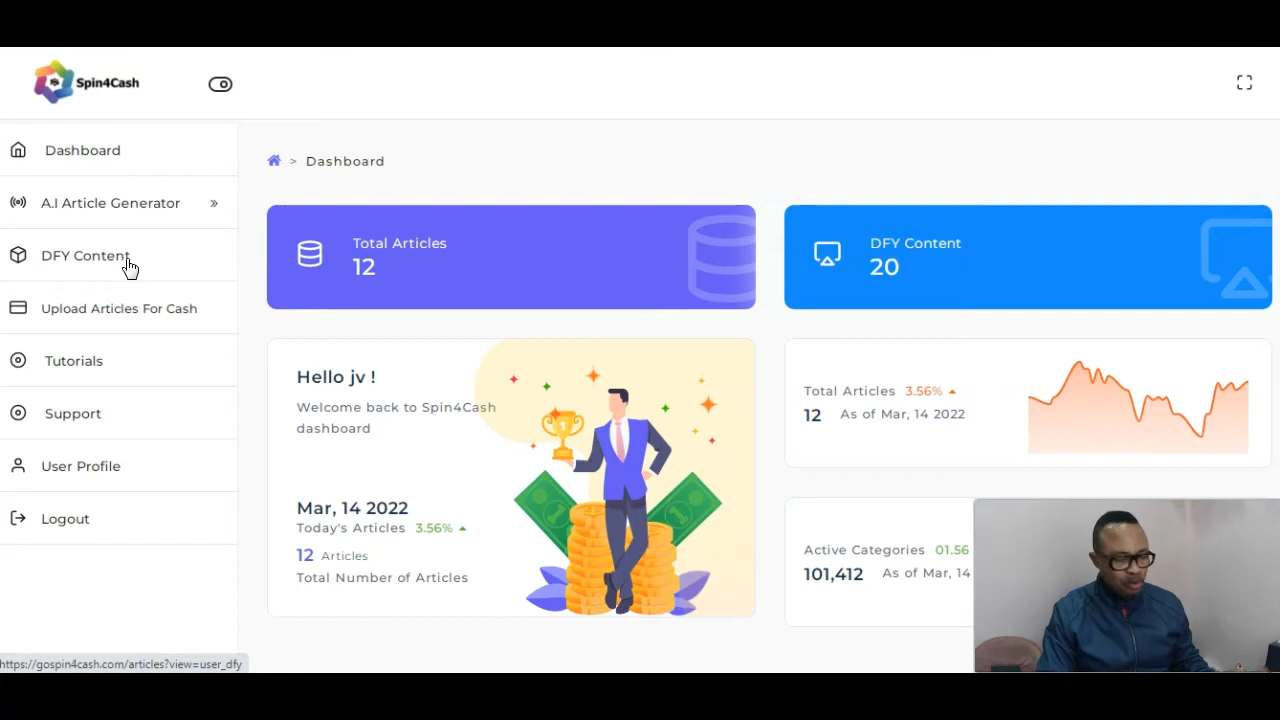 Spin4Cash
Dashboard
A.I Article Generator »
DFY Content
Upload Articles For Cash
Tutorials
Support
User Profile
Logout
> Dashboard
Total Articles
12
DFY Content
20
Hello jv !
Welcome back to Spin4Cash
dashboard
Mar, 14 2022
Today's Articles 3.56%
12 Articles
Total Number of Articles
1
Total Articles 3.56%
12 As of Mar, 14 2022
Active Categories 01.56
101,412 As of Mar, 14
https://gospin4cash.com/articles?view=user_dfy